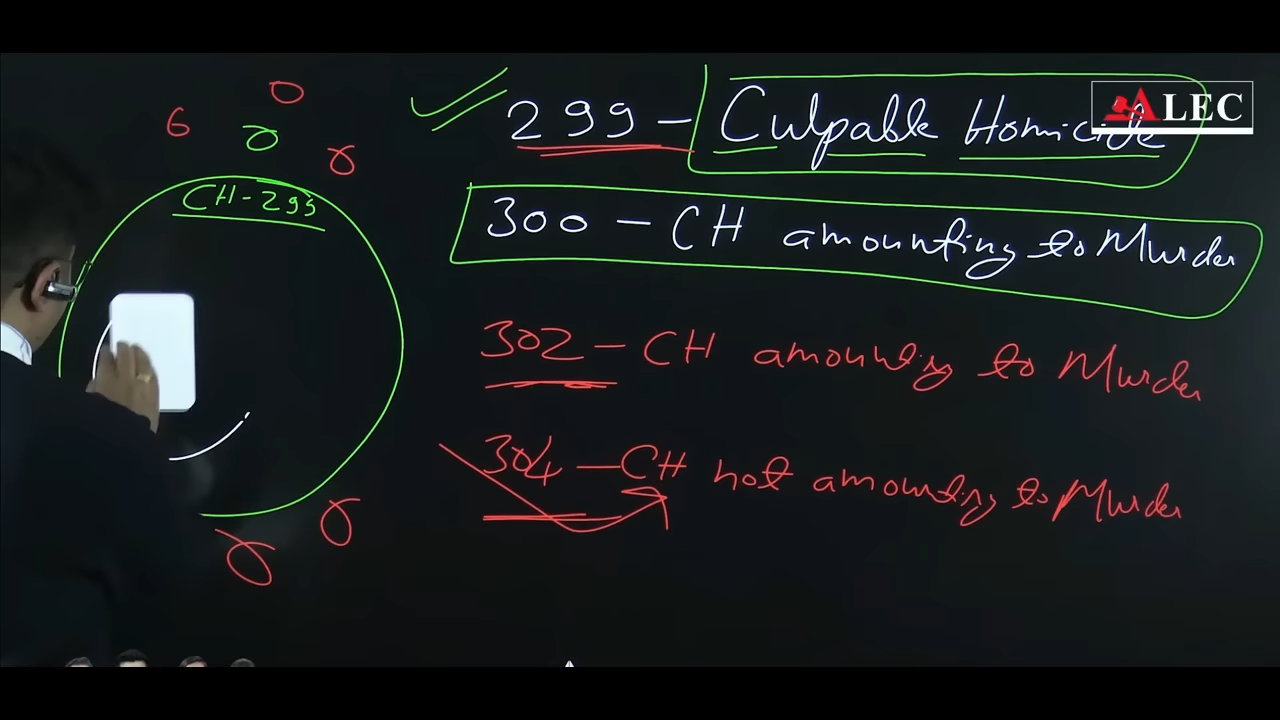 ALEC
299 - Culpable Homicide
CH-299
300 - CH amounting to Murder
302 - CH amounting to Murder
304 - CH not amounting to Murder